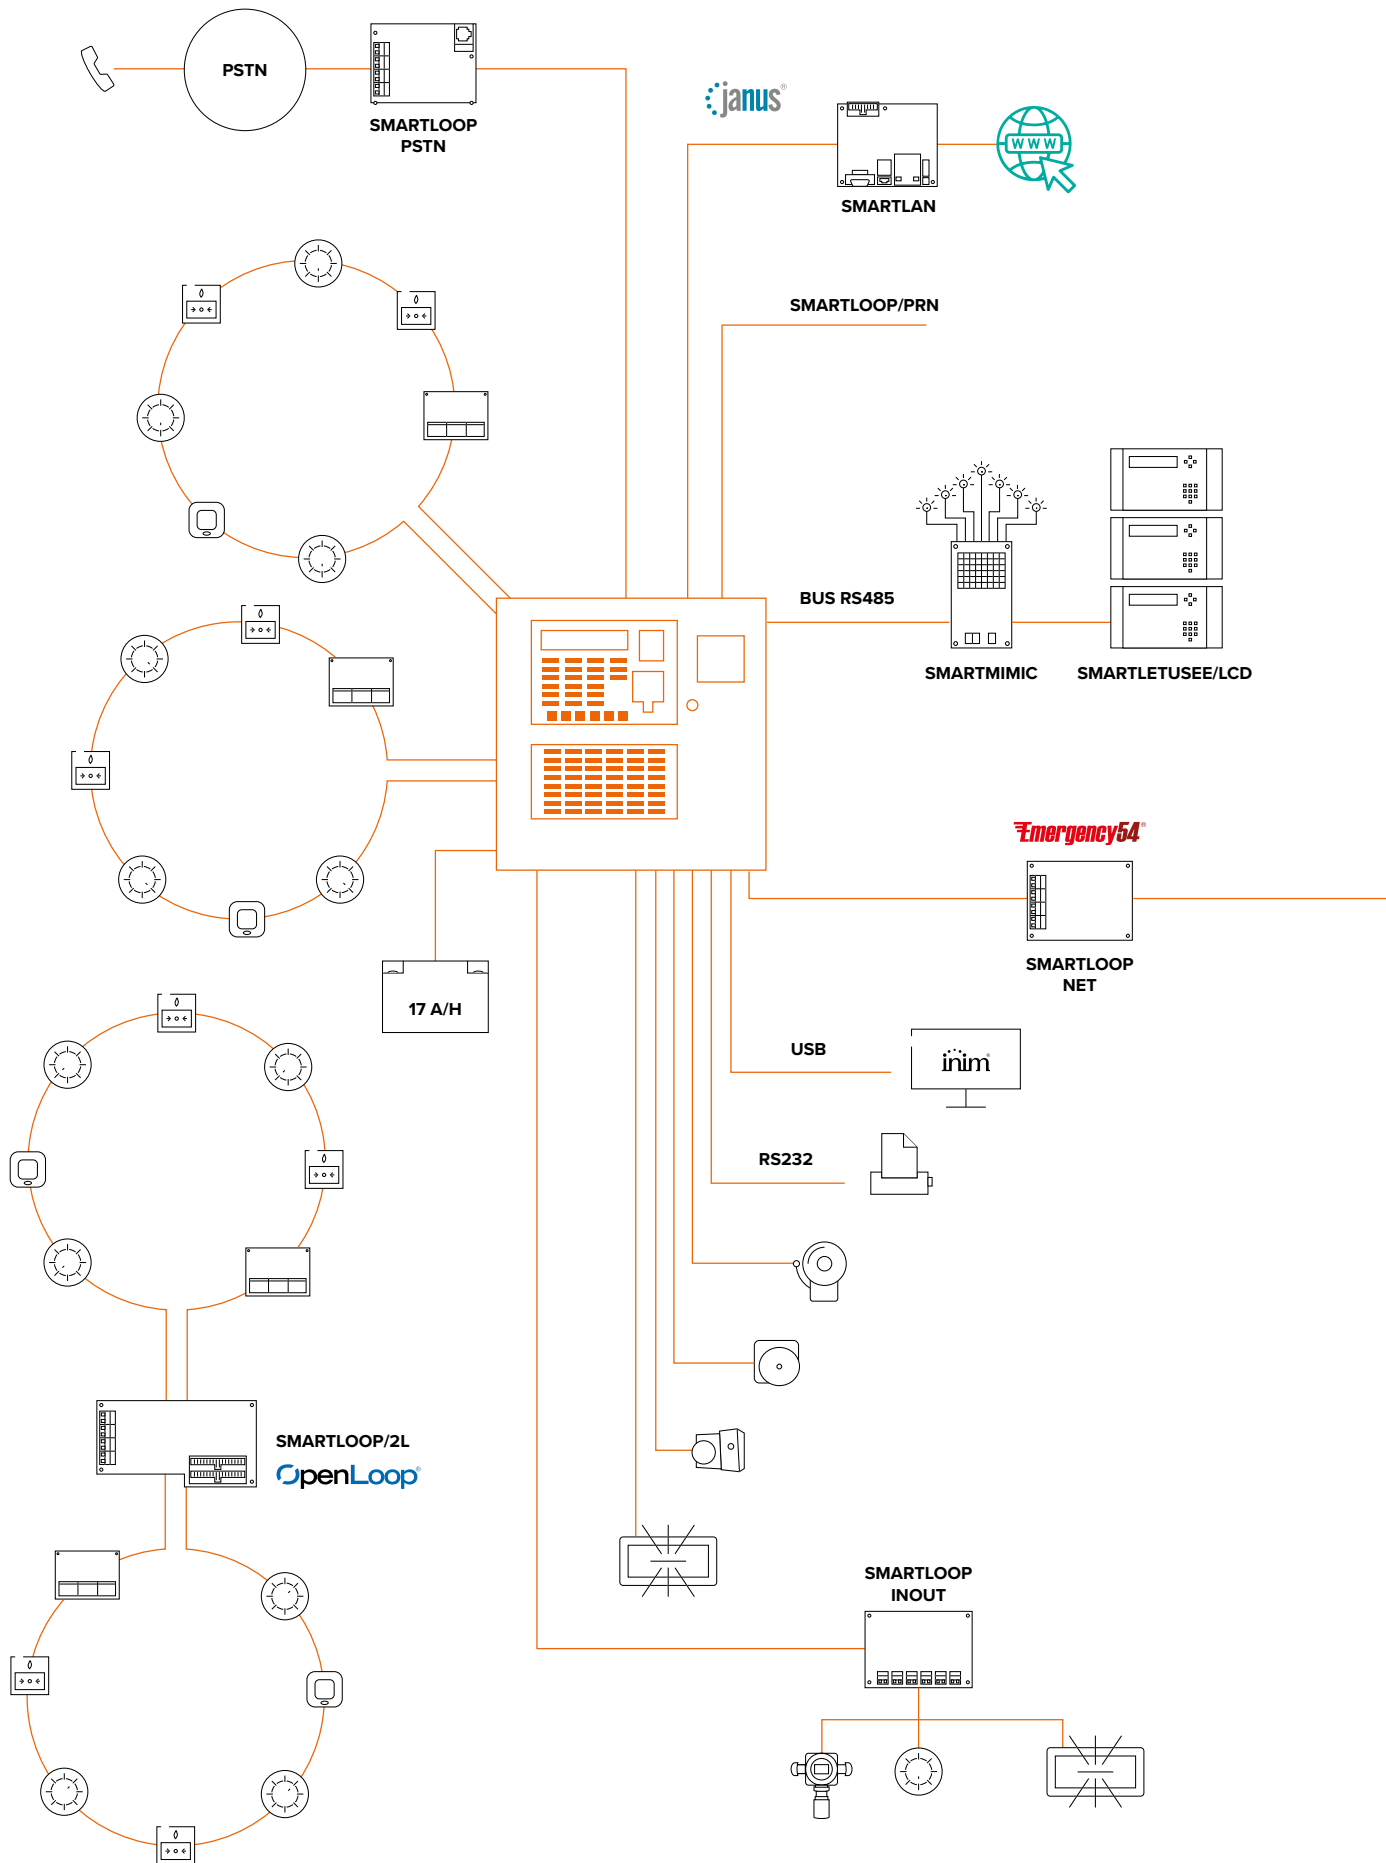 PSTN
SMARTLOOP
PSTN
janus®
WWW
SMARTLAN
SMARTLOOP/PRN
BUS RS485
SMARTMIMIC
SMARTLETUSEE/LCD
Emergency54®
SMARTLOOP
NET
17 A/H
USB
inim®
RS232
SMARTLOOP/2L
OpenLoop®
SMARTLOOP
INOUT